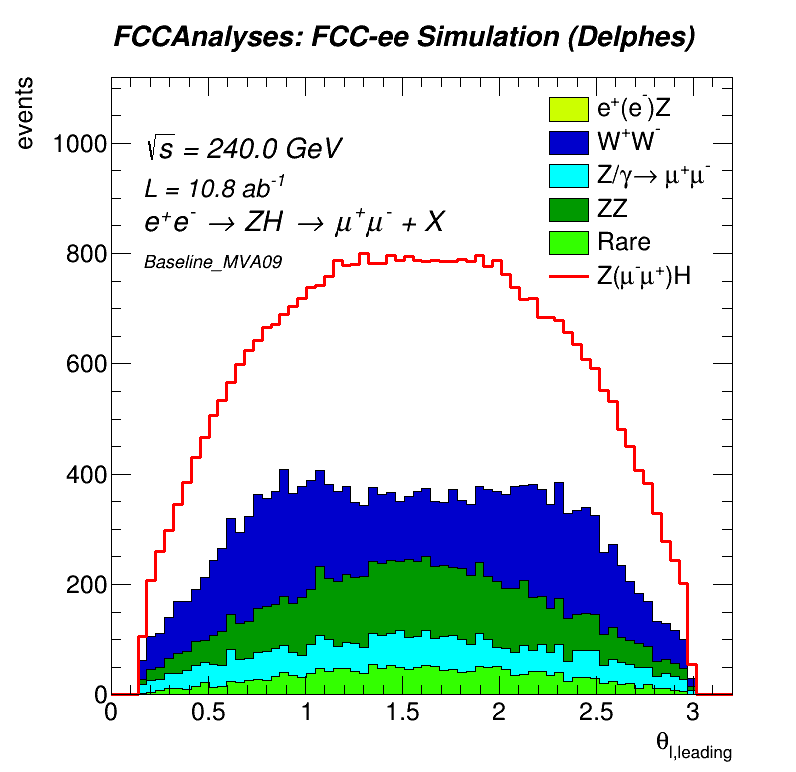 FCCAnalyses: FCC-ee Simulation (Delphes)
events
√s = 240.0 GeV
L = 10.8 ab⁻¹
e⁺e⁻ → ZH → μ⁺μ⁻ + X
Baseline_MVA09
e⁺(e⁻)Z
W⁺W⁻
Z/γ→ μ⁺μ⁻
ZZ
Rare
Z(μ⁻μ⁺)H
1000
800
600
400
200
0
0 0.5 1 1.5 2 2.5 3
θl,leading